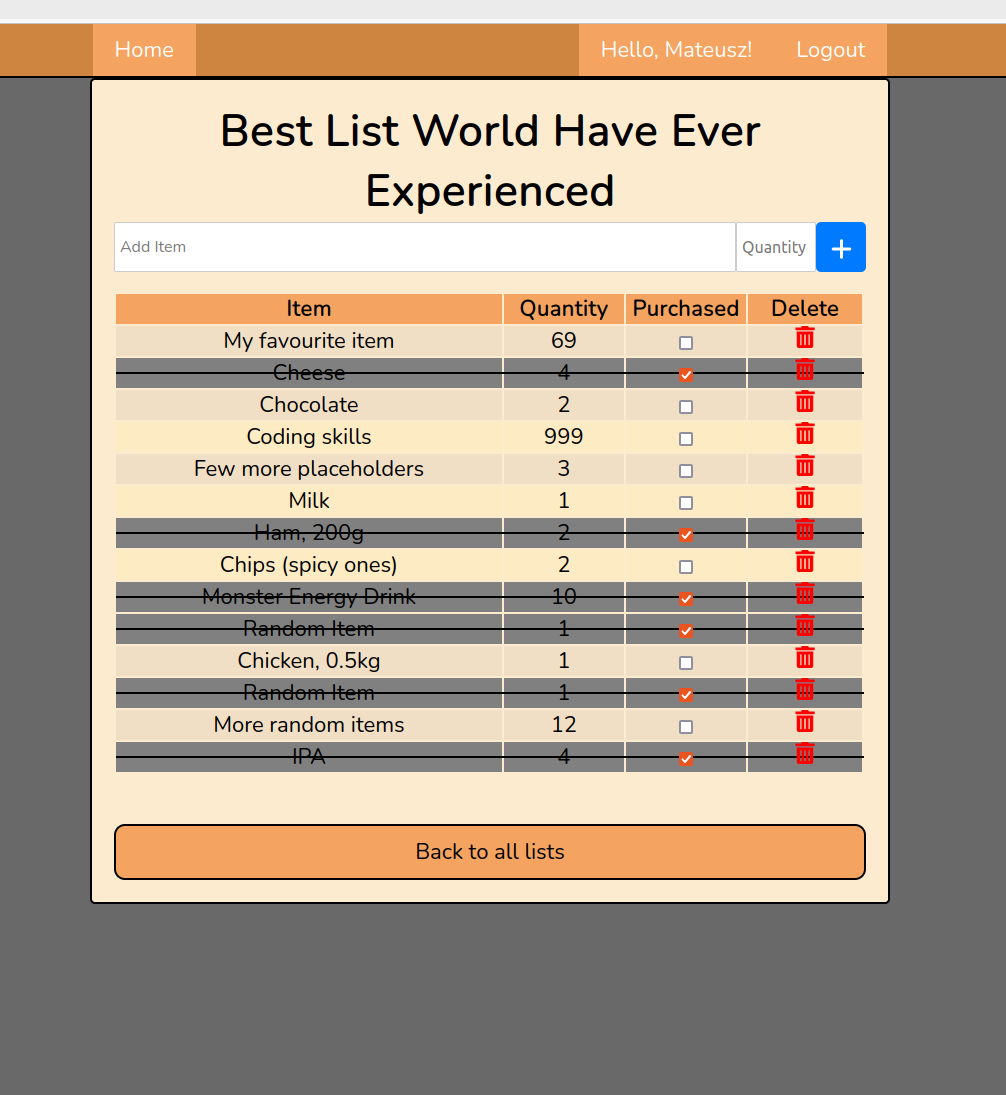 Home Hello, Mateusz! Logout
Best List World Have Ever
Experienced
Add Item Quantity +
Item Quantity Purchased Delete
My favourite item 69
Cheese 4
Chocolate 2
Coding skills 999
Few more placeholders 3
Milk 1
Ham, 200g 2
Chips (spicy ones) 2
Monster Energy Drink 10
Random Item 1
Chicken, 0.5kg 1
Random Item 1
More random items 12
IPA 4
Back to all lists